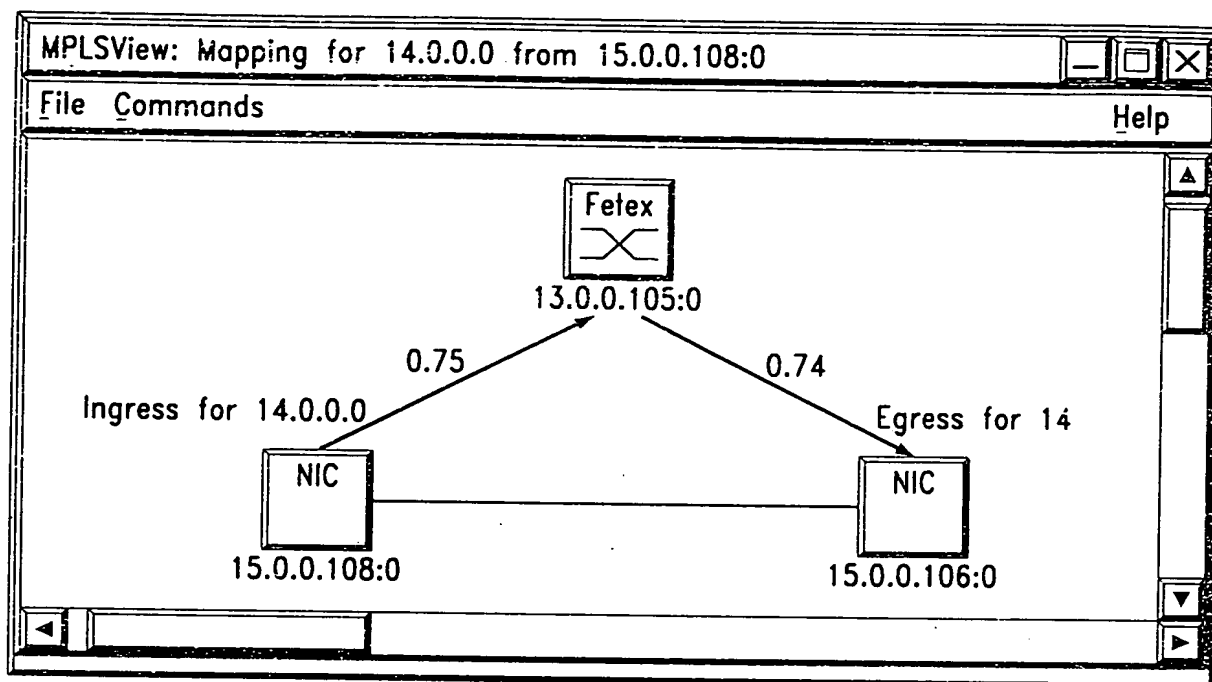 MPLSView: Mapping for 14.0.0.0 from 15.0.0.108:0
File Commands Help
Fetex
13.0.0.105:0
0.75 0.74
Ingress for 14.0.0.0
Egress for 14
NIC NIC
15.0.0.108:0 15.0.0.106:0